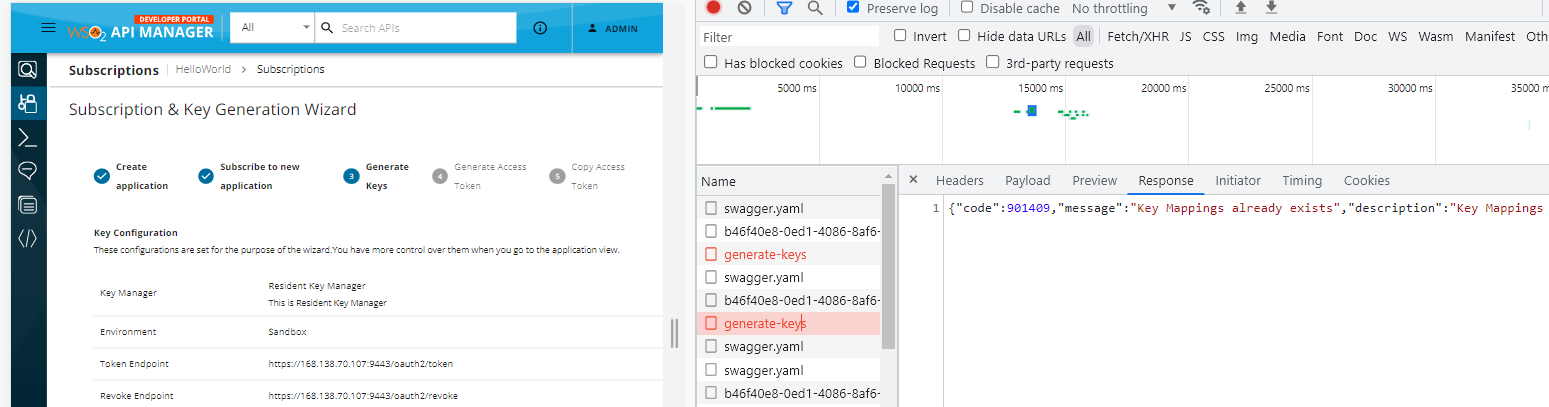 DEVELOPER PORTAL
WSO2 API MANAGER
All
Search APIs
ADMIN
Subscriptions HelloWorld > Subscriptions
Subscription & Key Generation Wizard
Create application
Subscribe to new application
3 Generate Keys
4 Generate Access Token
5 Copy Access Token
Key Configuration
These configurations are set for the purpose of the wizard.You have more control over them when you go to the application view.
Key Manager
Resident Key Manager
This is Resident Key Manager
Environment Sandbox
Token Endpoint https://168.138.70.107:9443/oauth2/token
Revoke Endpoint https://168.138.70.107:9443/oauth2/revoke
Preserve log Disable cache No throttling
Filter Invert Hide data URLs All Fetch/XHR JS CSS Img Media Font Doc WS Wasm Manifest Oth
Has blocked cookies Blocked Requests 3rd-party requests
5000 ms 10000 ms 15000 ms 20000 ms 25000 ms 30000 ms 35000 m
Name
swagger.yaml
b46f40e8-0ed1-4086-8af6-
generate-keys
swagger.yaml
b46f40e8-0ed1-4086-8af6-
generate-keys
swagger.yaml
swagger.yaml
b46f40e8-0ed1-4086-8af6-
× Headers Payload Preview Response Initiator Timing Cookies
1 {"code":901409,"message":"Key Mappings already exists","description":"Key Mappings